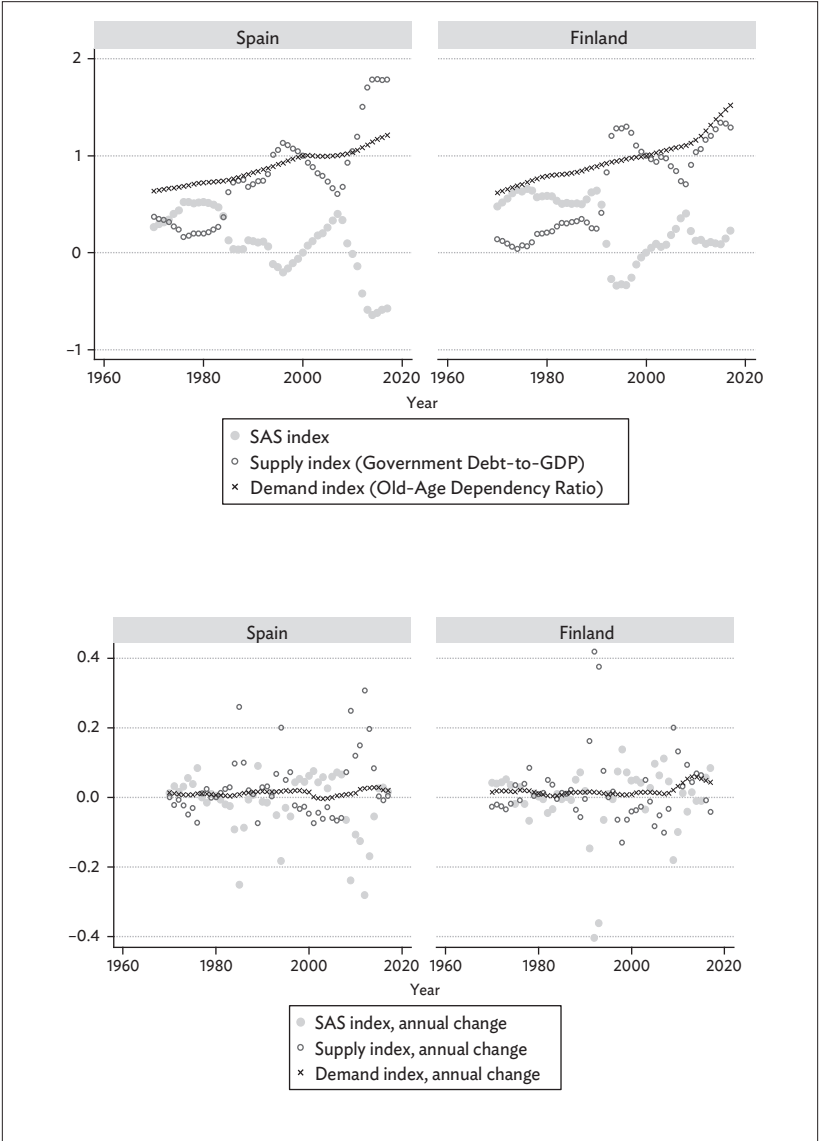 Spain Finland
2
1
0
–1
1960 1980 2000 2020 1960 1980 2000 2020
Year
SAS index
Supply index (Government Debt-to-GDP)
Demand index (Old-Age Dependency Ratio)
Spain Finland
0.4
0.2
0.0
–0.2
–0.4
1960 1980 2000 2020 1960 1980 2000 2020
Year
SAS index, annual change
Supply index, annual change
Demand index, annual change